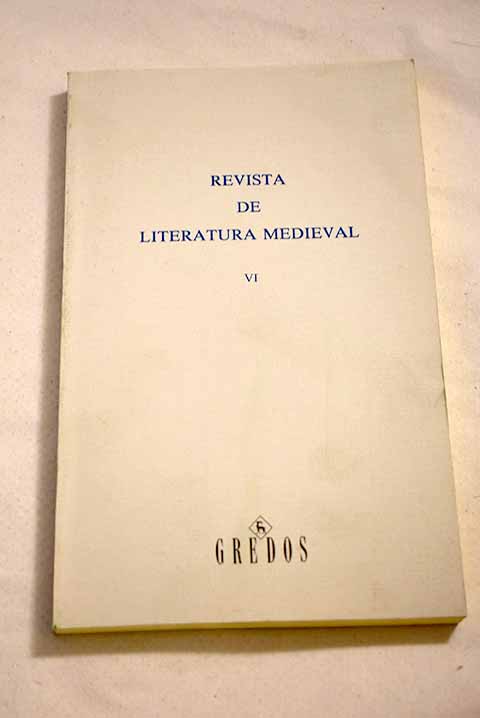 REVISTA
DE
LITERATURA MEDIEVAL
VI
GREDOS